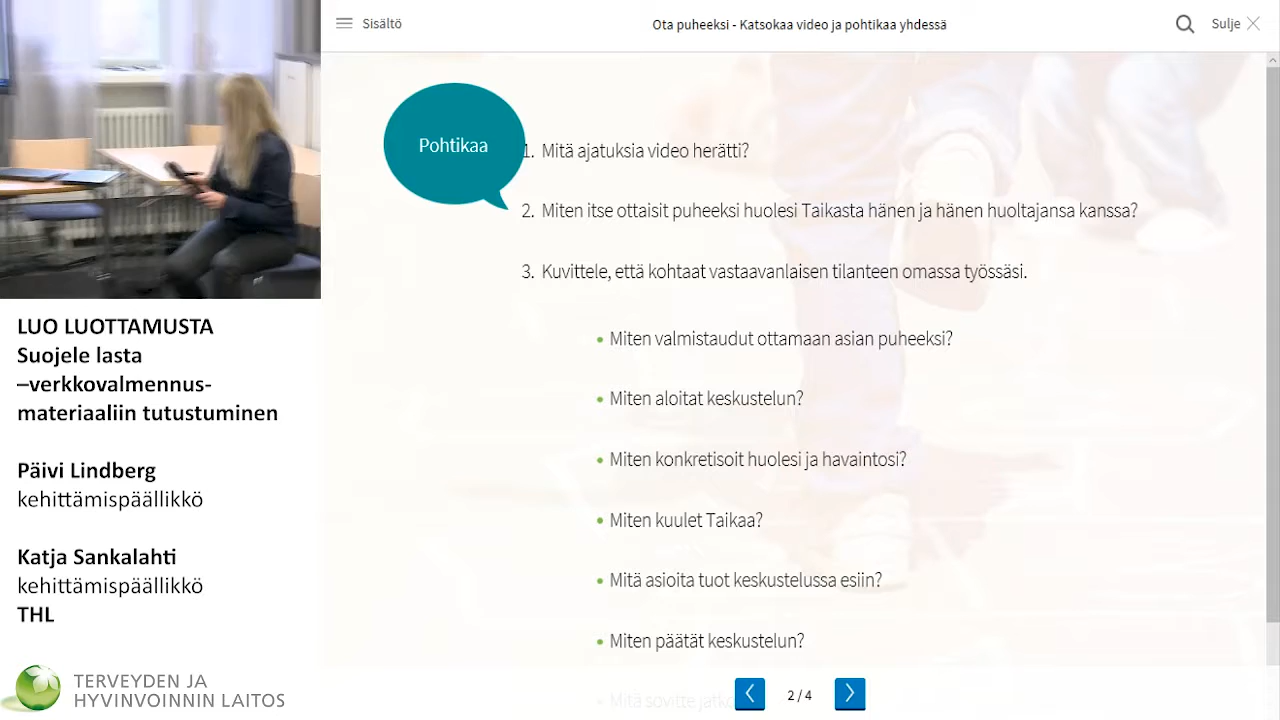 Sisältö
Ota puheeksi - Katsokaa video ja pohtikaa yhdessä
Sulje
Pohtikaa
1. Mitä ajatuksia video herätti?
2. Miten itse ottaisit puheeksi huolesi Taikasta hänen ja hänen huoltajansa kanssa?
3. Kuvittele, että kohtaat vastaavanlaisen tilanteen omassa työssäsi.
• Miten valmistaudut ottamaan asian puheeksi?
• Miten aloitat keskustelun?
• Miten konkretisoit huolesi ja havaintosi?
• Miten kuulet Taikaa?
• Mitä asioita tuot keskustelussa esiin?
• Miten päätät keskustelun?
• Mitä sovitte
2 / 4
LUO LUOTTAMUSTA
Suojele lasta
–verkkovalmennus-
materiaaliin tutustuminen
Päivi Lindberg
kehittämispäällikkö
Katja Sankalahti
kehittämispäällikkö
THL
TERVEYDEN JA
HYVINVOINNIN LAITOS